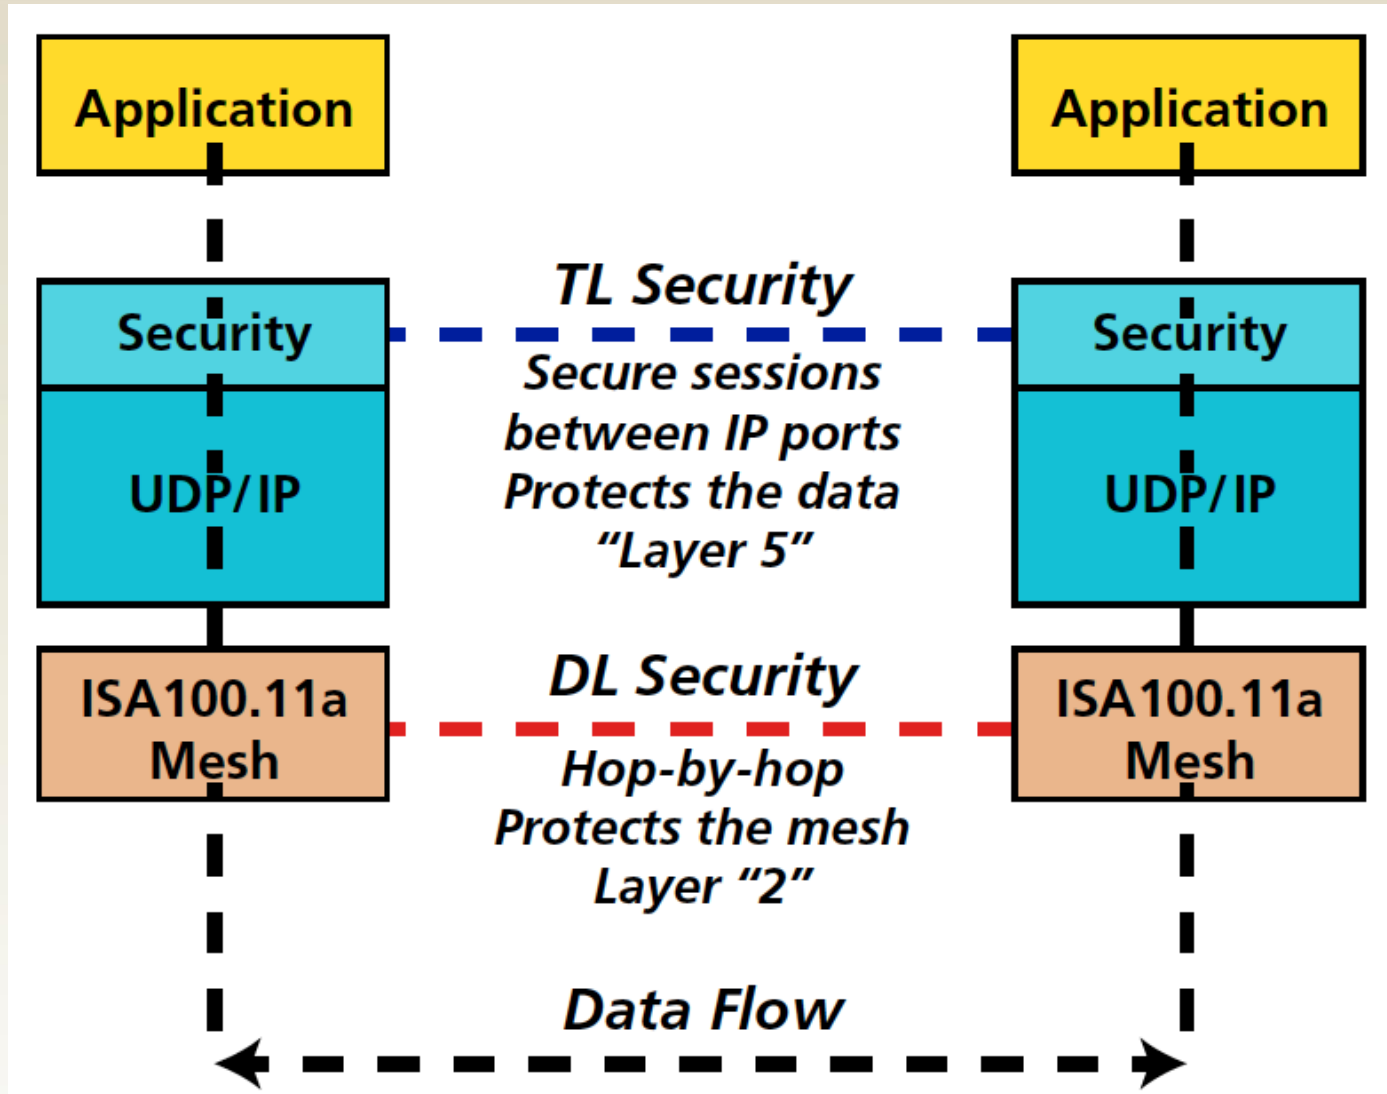 Application
Application
TL Security
Security
Security
Secure sessions
between IP ports
Protects the data
“Layer 5”
UDP/IP
UDP/IP
DL Security
ISA100.11a
Mesh
ISA100.11a
Mesh
Hop-by-hop
Protects the mesh
Layer “2”
Data Flow